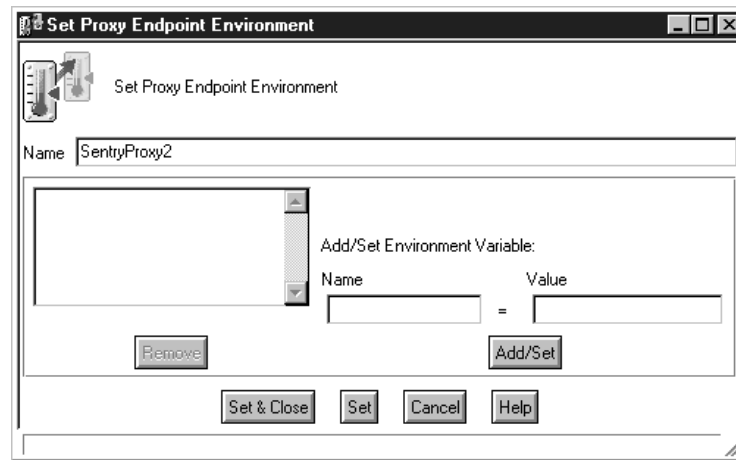 Set Proxy Endpoint Environment
Set Proxy Endpoint Environment
Name SentryProxy2
Add/Set Environment Variable:
Name Value
=
Remove Add/Set
Set & Close Set Cancel Help